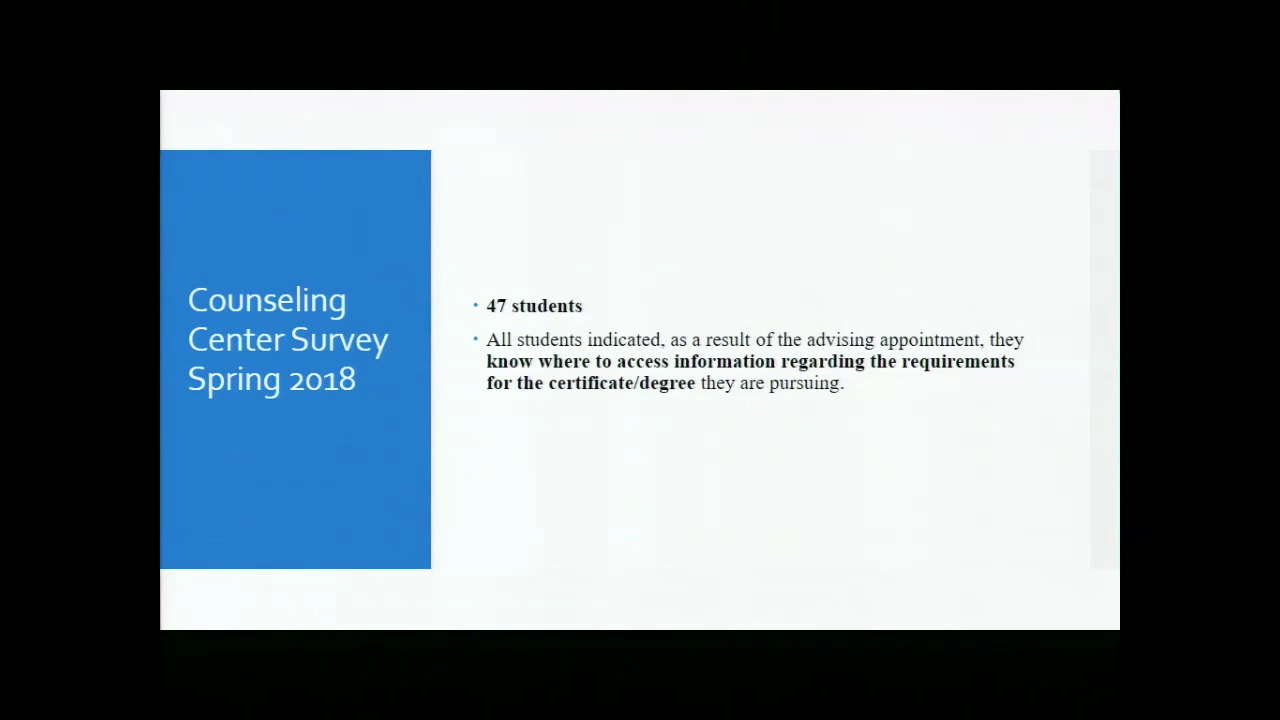 Counseling
Center Survey
Spring 2018
• 47 students
• All students indicated, as a result of the advising appointment, they
know where to access information regarding the requirements
for the certificate/degree they are pursuing.